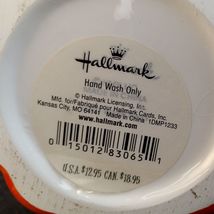 Hallmark
Hand Wash Only
© Hallmark Licensing, Inc.
Mfd. for/Fabriqué pour Hallmark Cards, Inc.
Kansas City, MO 64141 Made in China 1DMP1233
www.hallmark.com
0 15012 83065 1
U.S.A. $12.95 CAN. $18.95